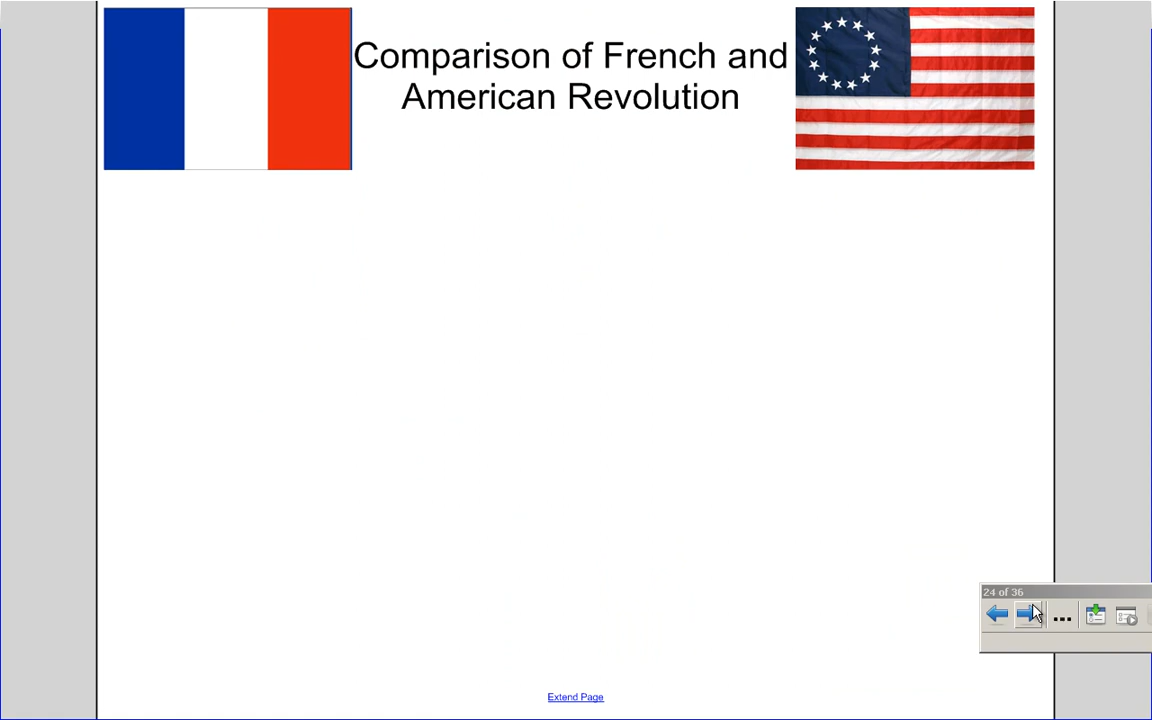 Comparison of French and
American Revolution
24 of 36
Extend Page